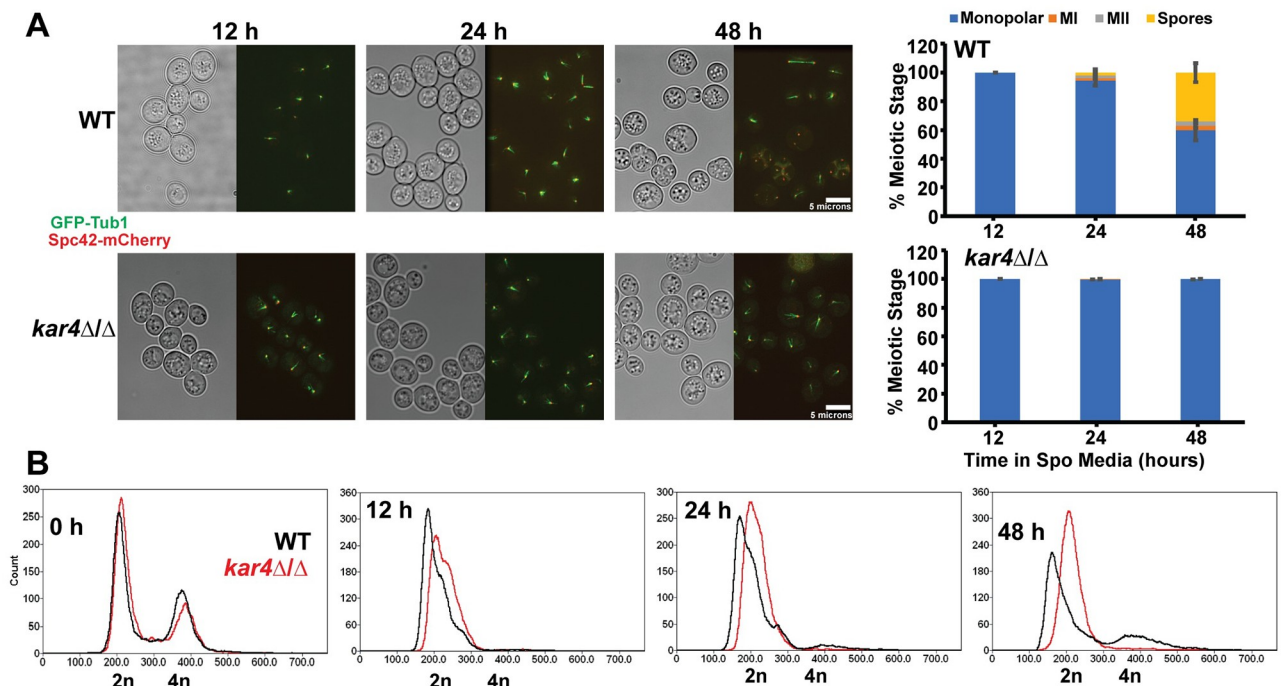 A
12 h
24 h
48 h
WT
GFP-Tub1
Spc42-mCherry
kar4Δ/Δ
5 microns
5 microns
Monopolar MI MII Spores
WT
% Meiotic Stage
120
100
80
60
40
20
0
12 24 48
kar4Δ/Δ
% Meiotic Stage
120
100
80
60
40
20
0
12 24 48
Time in Spo Media (hours)
B
0 h
WT
kar4Δ/Δ
Count
300
250
200
150
100
50
0
0 100.0 200.0 300.0 400.0 500.0 600.0 700.0
2n 4n
12 h
360
300
240
180
120
60
0
0 100.0 200.0 300.0 400.0 500.0 600.0 700.0
2n 4n
24 h
300
250
200
150
100
50
0
0 100.0 200.0 300.0 400.0 500.0 600.0 700.0
2n 4n
48 h
360
300
240
180
120
60
0
0 100.0 200.0 300.0 400.0 500.0 600.0 700.0
2n 4n